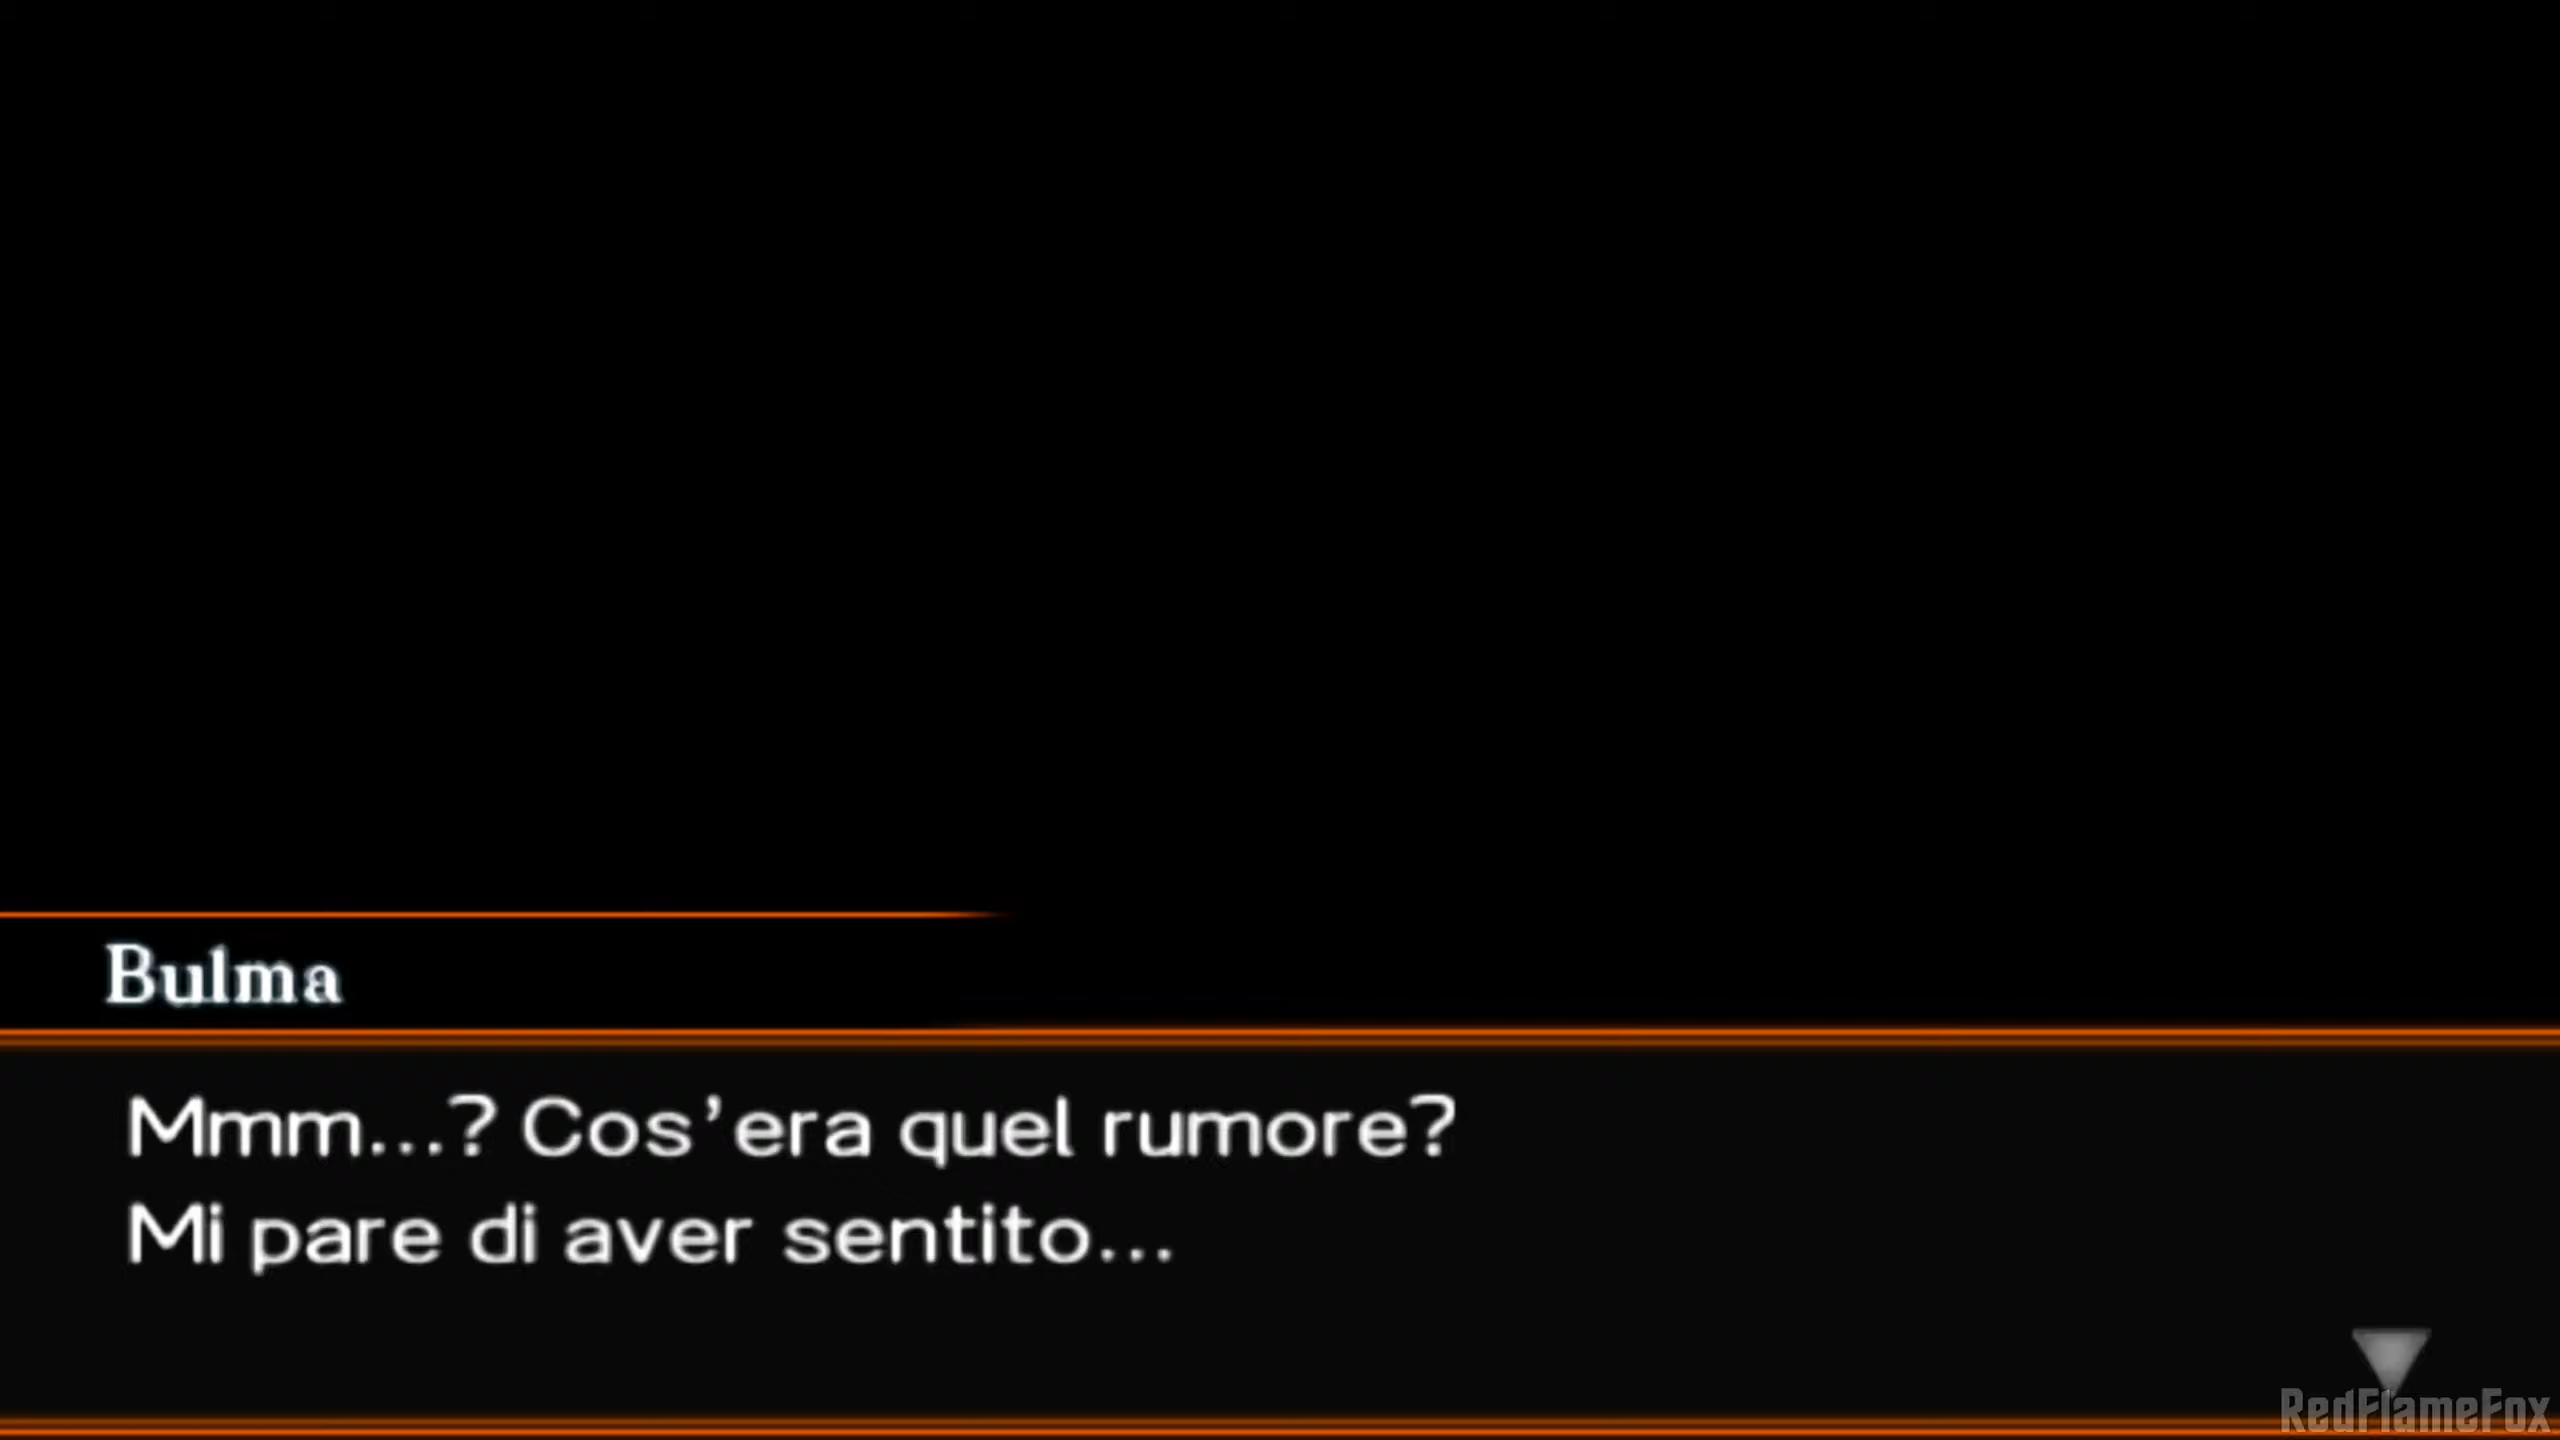 Bulma
Mmm...? Cos'era quel rumore?
Mi pare di aver sentito...
RedFlameFox